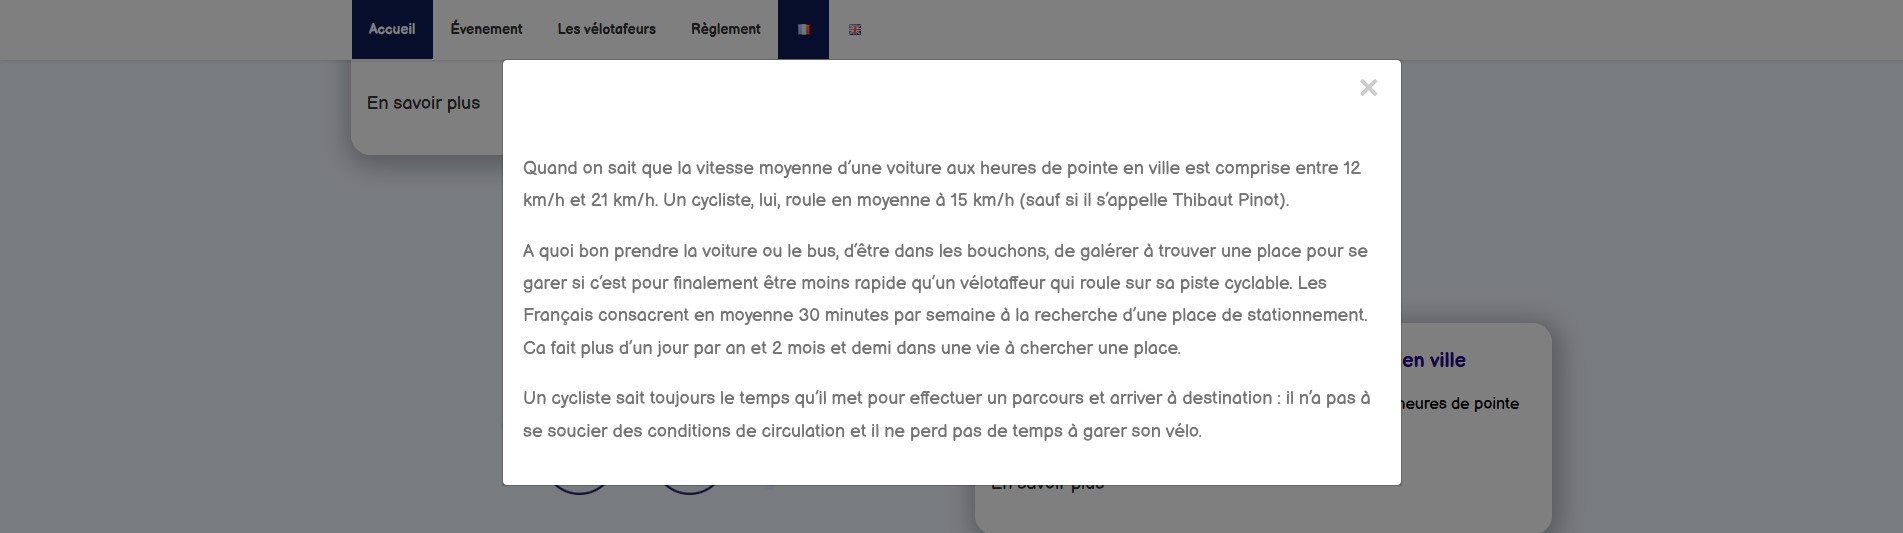 Accueil
Évenement
Les vélotafeurs
Règlement
En savoir plus
×
Quand on sait que la vitesse moyenne d'une voiture aux heures de pointe en ville est comprise entre 12
km/h et 21 km/h. Un cycliste, lui, roule en moyenne à 15 km/h (sauf si il s'appelle Thibaut Pinot).
A quoi bon prendre la voiture ou le bus, d'être dans les bouchons, de galérer à trouver une place pour se
garer si c'est pour finalement être moins rapide qu'un vélotaffeur qui roule sur sa piste cyclable. Les
Français consacrent en moyenne 30 minutes par semaine à la recherche d'une place de stationnement.
Ca fait plus d'un jour par an et 2 mois et demi dans une vie à chercher une place.
Un cycliste sait toujours le temps qu'il met pour effectuer un parcours et arriver à destination : il n'a pas à
se soucier des conditions de circulation et il ne perd pas de temps à garer son vélo.
en ville
heures de pointe
En savoir plus